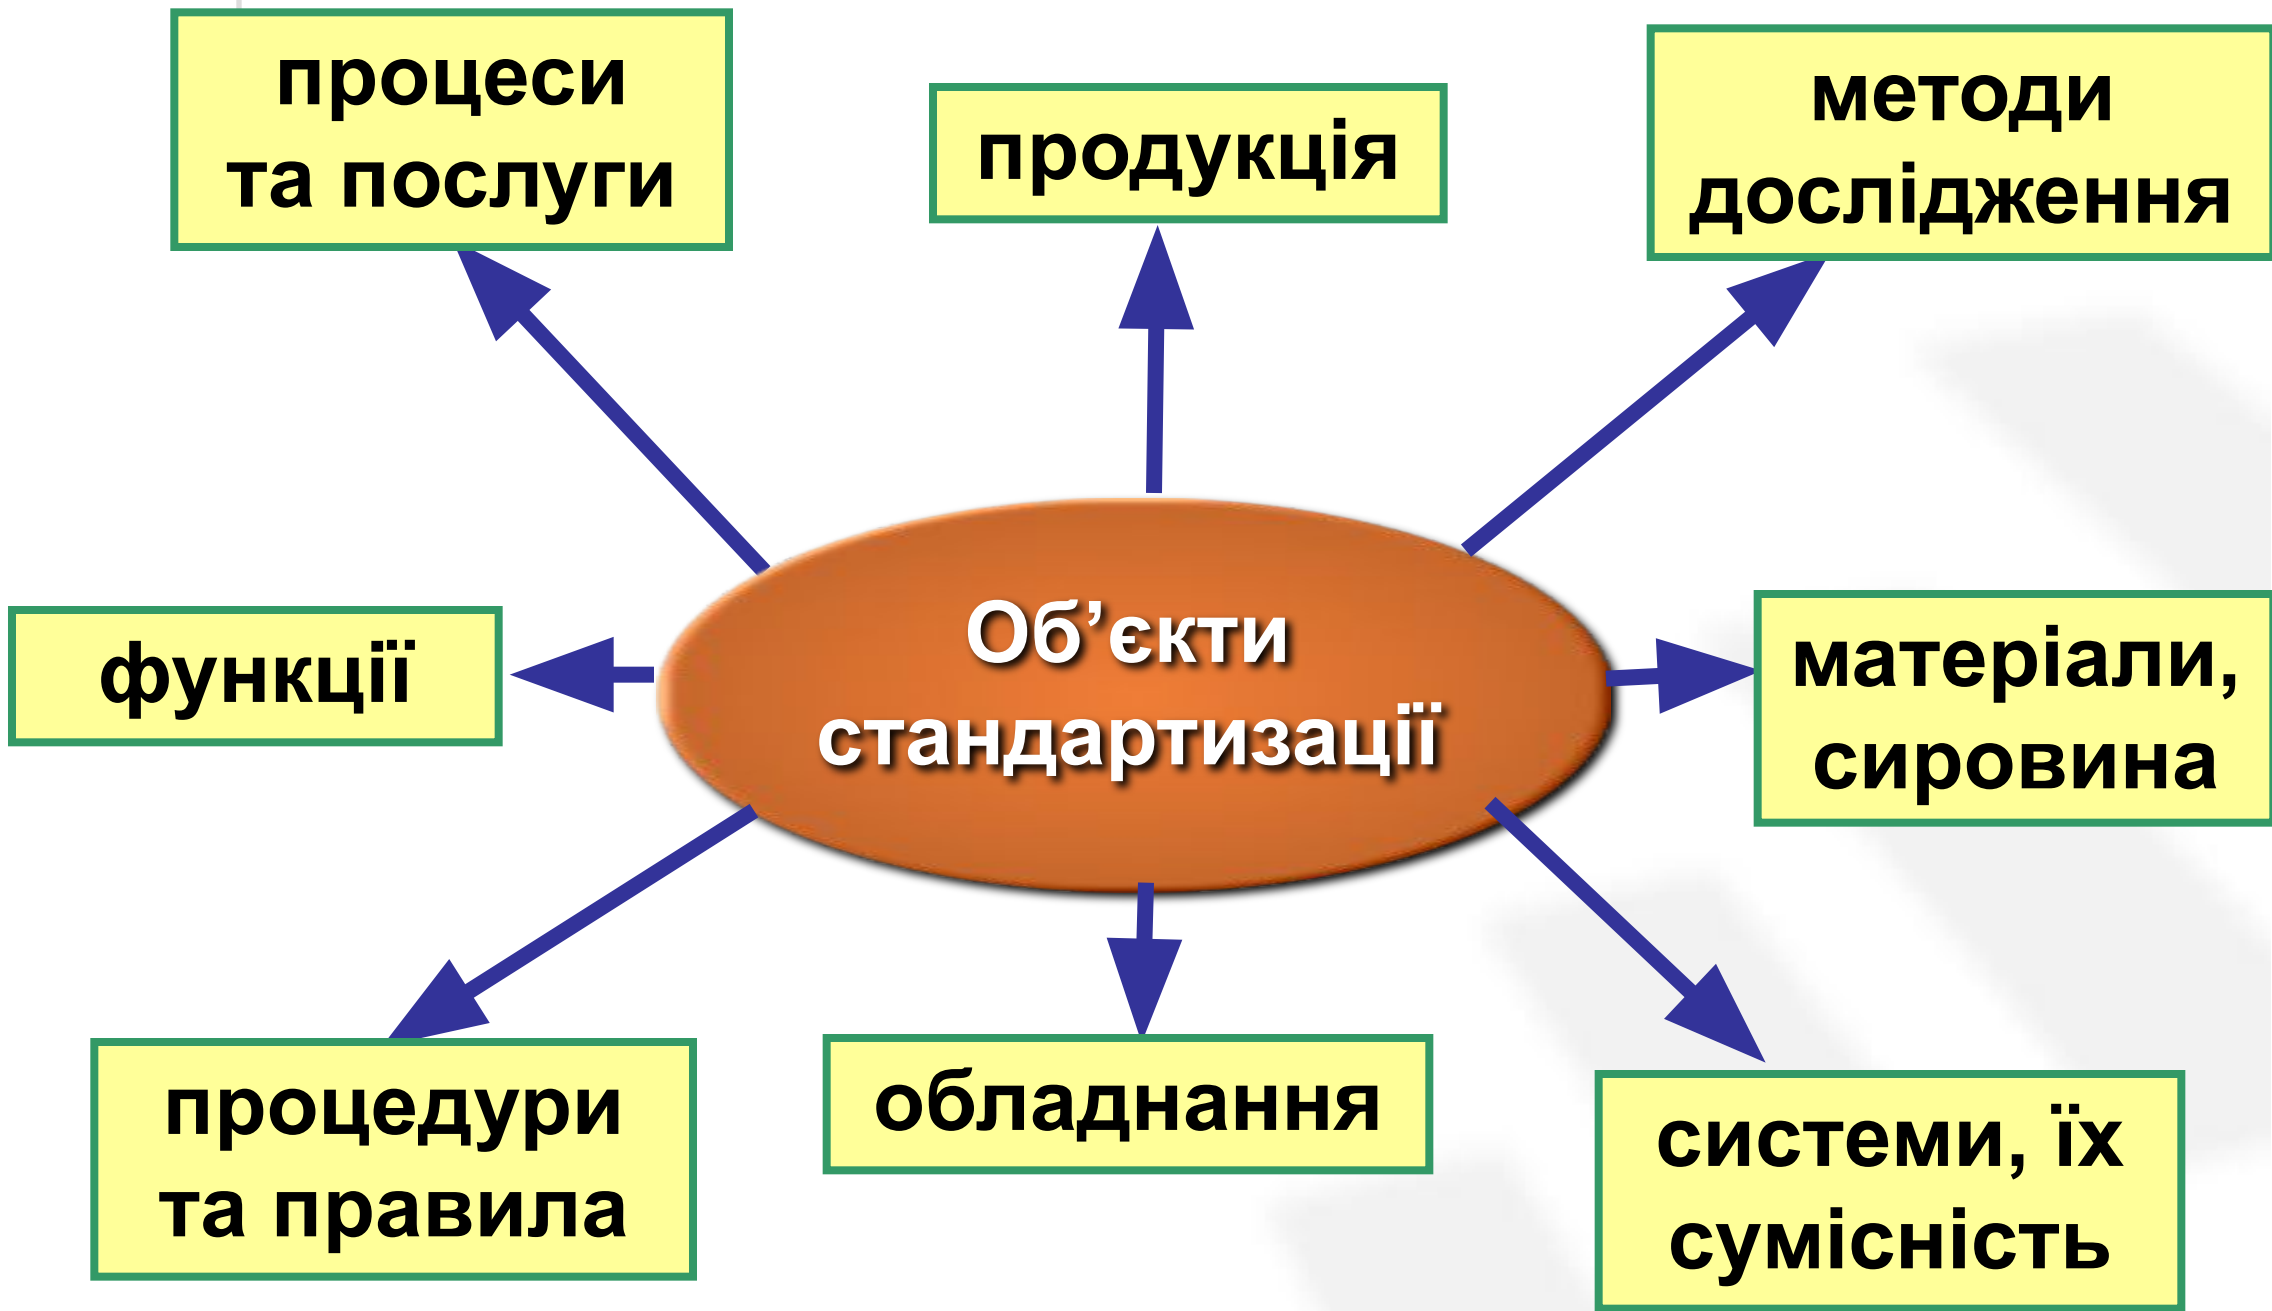 процеси
та послуги
продукція
методи
дослідження
функції
Об’єкти
стандартизації
матеріали,
сировина
процедури
та правила
обладнання
системи, їх
сумісність